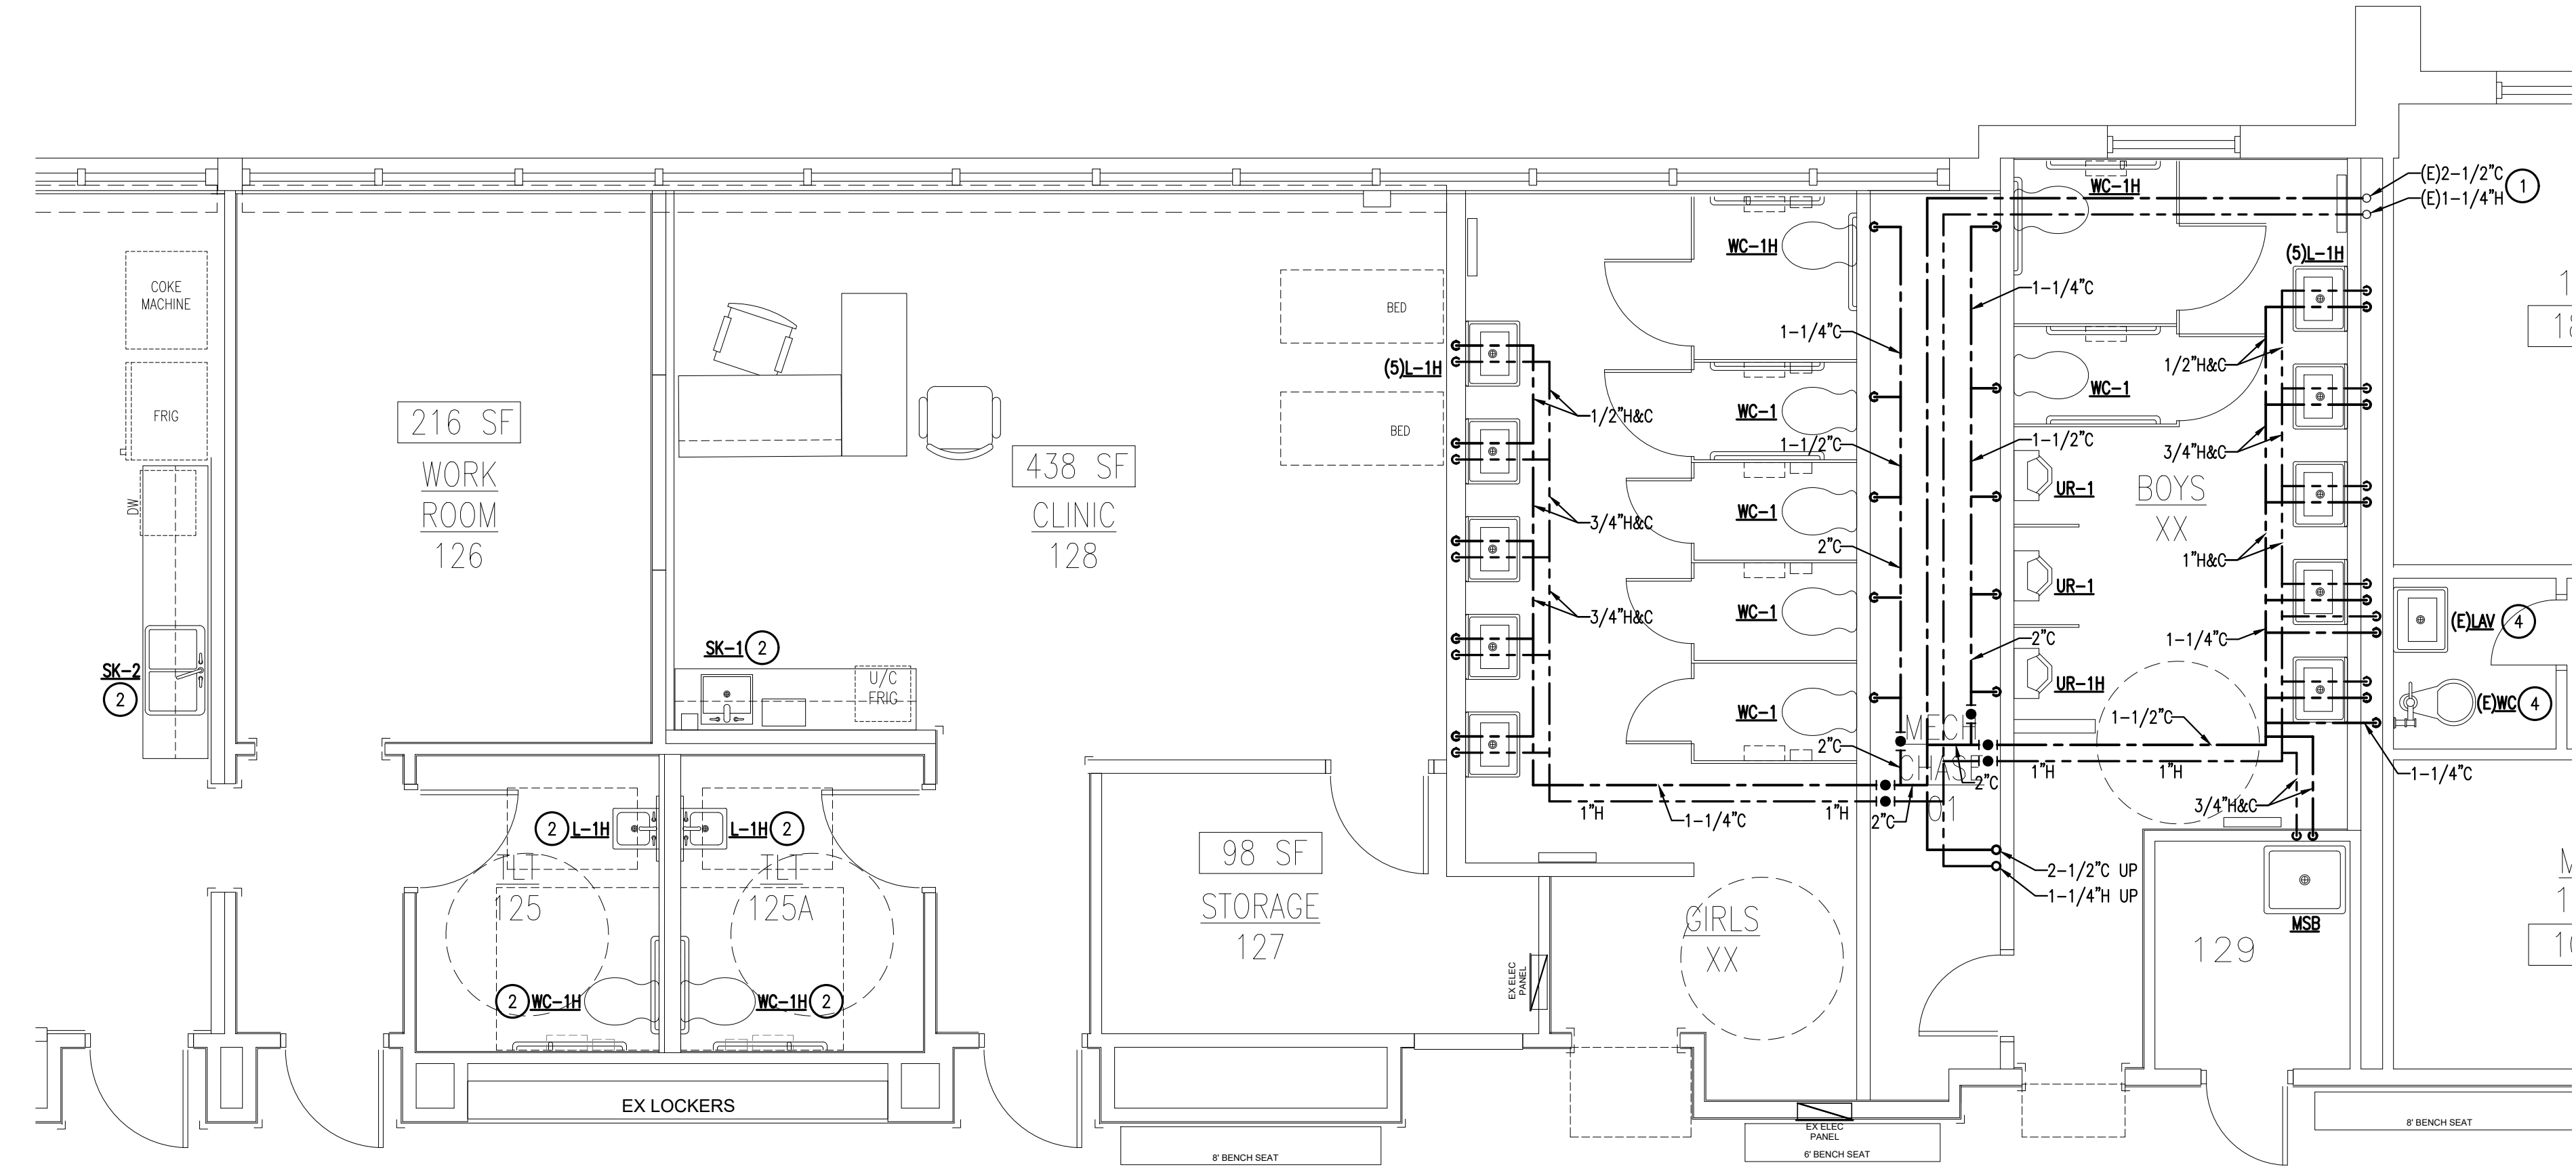 COKE
MACHINE
FRIG
DW
SK-2
2
216 SF
WORK
ROOM
126
438 SF
CLINIC
128
BED
BED
SK-1 2
U/C
FRIG
2 L-1H
L-1H 2
TLT
125
TLT
125A
2 WC-1H
WC-1H 2
EX LOCKERS
98 SF
STORAGE
127
EX ELEC
PANEL
8' BENCH SEAT
(5)L-1H
1/2"H&C
3/4"H&C
3/4"H&C
1"H
1-1/4"C
1"H
2"C
WC-1H
WC-1
WC-1
WC-1
WC-1
1-1/4"C
1-1/2"C
2"C
2"C
GIRLS
XX
EX ELEC
PANEL
6' BENCH SEAT
MECH
CHASE
01
2"C
1-1/4"C
1-1/2"C
2"C
2-1/2"C UP
1-1/4"H UP
WC-1H
WC-1
UR-1
UR-1
UR-1H
BOYS
XX
(E)2-1/2"C
(E)1-1/4"H
1
(5)L-1H
1/2"H&C
3/4"H&C
1"H&C
1-1/4"C
1-1/2"C
1"H
1"H
3/4"H&C
1-1/4"C
(E)LAV 4
(E)WC 4
MSB
129
8' BENCH SEAT